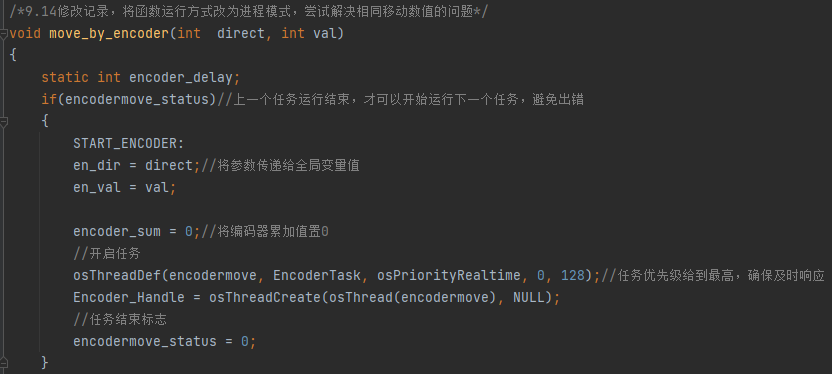 /*9.14修改记录，将函数运行方式改为进程模式，尝试解决相同移动数值的问题*/
void move_by_encoder(int  direct, int val)
{
    static int encoder_delay;
    if(encodermove_status)//上一个任务运行结束，才可以开始运行下一个任务，避免出错
    {
        START_ENCODER:
        en_dir = direct;//将参数传递给全局变量值
        en_val = val;
        encoder_sum = 0;//将编码器累加值置0
        //开启任务
        osThreadDef(encodermove, EncoderTask, osPriorityRealtime, 0, 128);//任务优先级给到最高，确保及时响应
        Encoder_Handle = osThreadCreate(osThread(encodermove), NULL);
        //任务结束标志
        encodermove_status = 0;
    }